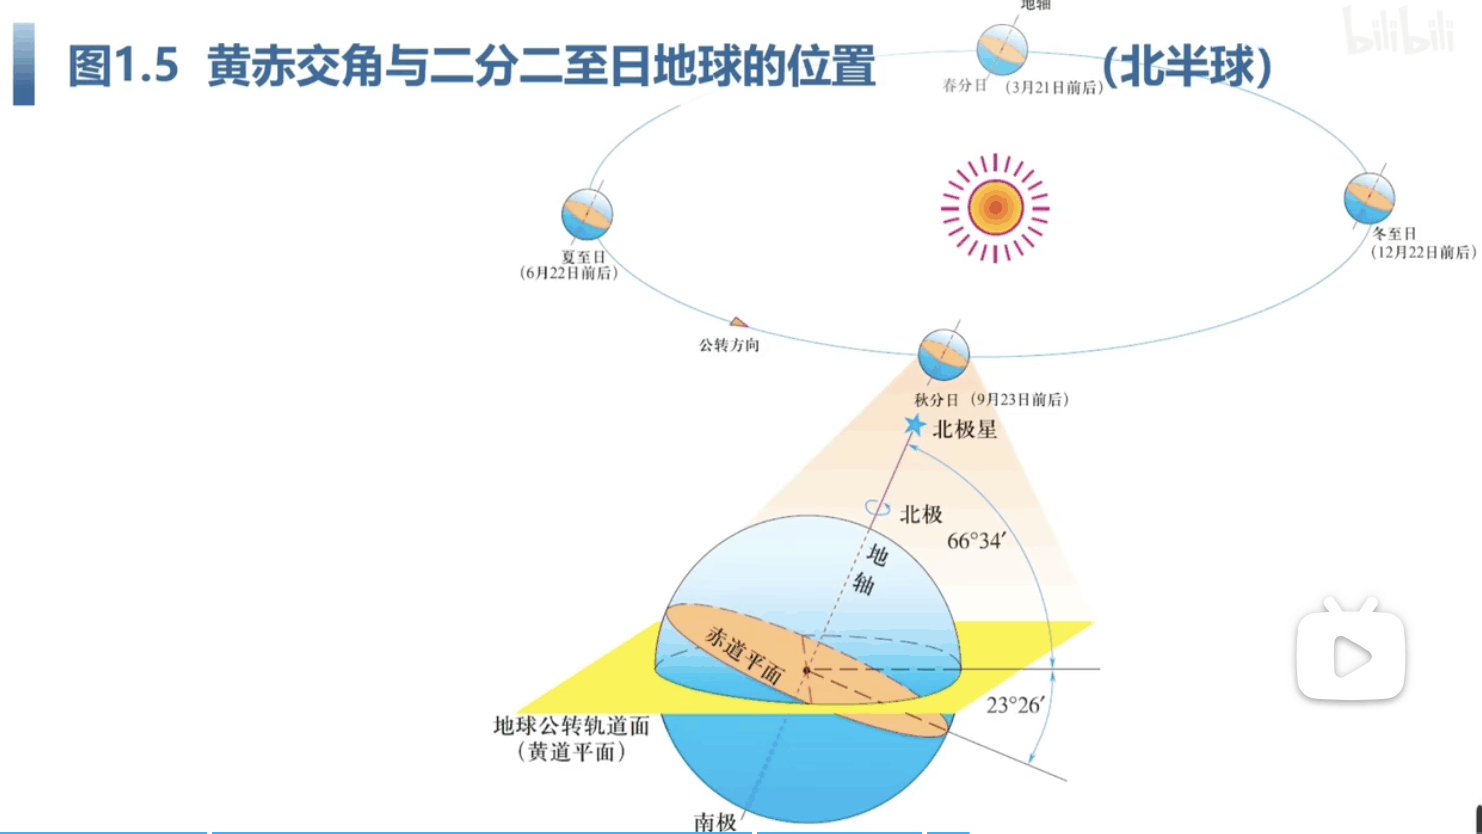 地轴
bilibili
图1.5 黄赤交角与二分二至日地球的位置 (北半球)
春分日 (3月21日前后)
夏至日
(6月22日前后)
冬至日
(12月22日前后)
公转方向
秋分日 (9月23日前后)
北极星
北极
66°34′
地
轴
赤道平面
23°26′
地球公转轨道面
(黄道平面)
南极